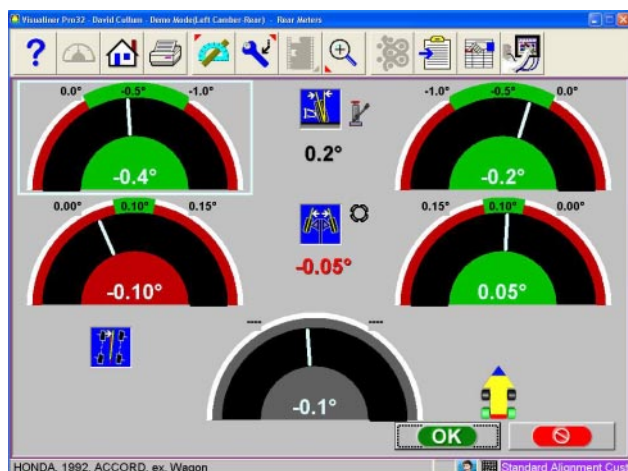 Visualiner Pro32 - David Collum - Demo Mode(Left Camber-Rear) - Rear Meters
?
0.0° -0.5° -1.0°
-0.4°
0.2°
-1.0° -0.5° 0.0°
-0.2°
0.00° 0.10° 0.15°
-0.10°
-0.05°
0.15° 0.10° 0.00°
0.05°
---- ----
-0.1°
OK
HONDA, 1992, ACCORD, ex. Wagon
Standard Alignment Cust